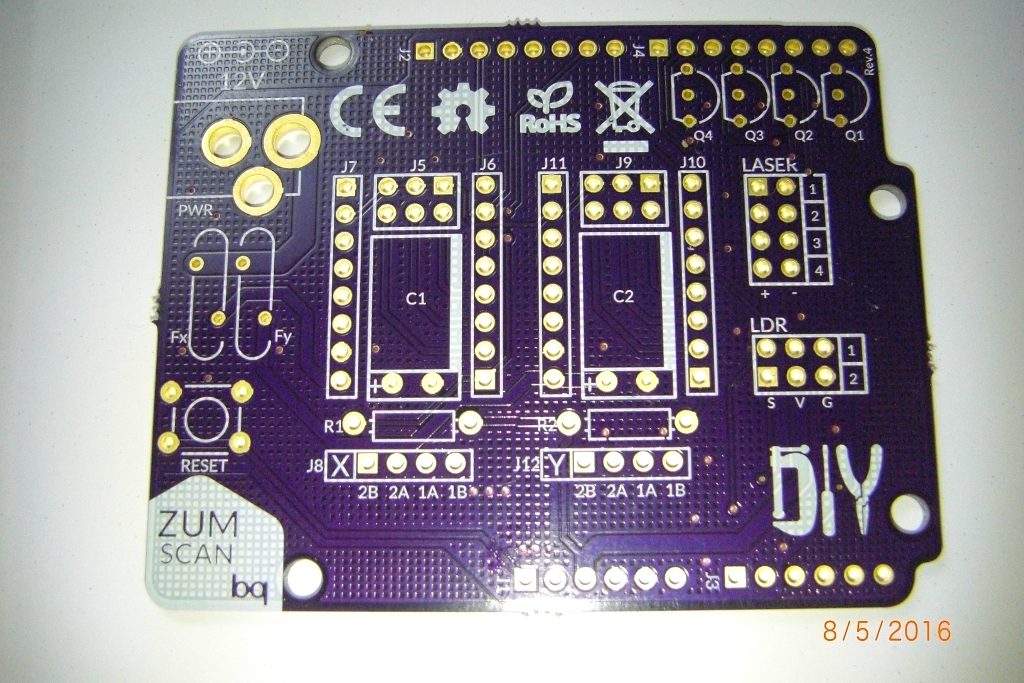 J2
J4
Rev.4
12V
CE
RoHS
Q4 Q3 Q2 Q1
J7 J5 J6 J11 J9 J10
LASER
1
2
3
4
+ -
PWR
C1
C2
Fx
Fy
LDR
1
2
S V G
+
+
R1
R2
RESET
J8 X
J12 Y
2B 2A 1A 1B
2B 2A 1A 1B
DIY
ZUM
SCAN
bq
J3
8/5/2016